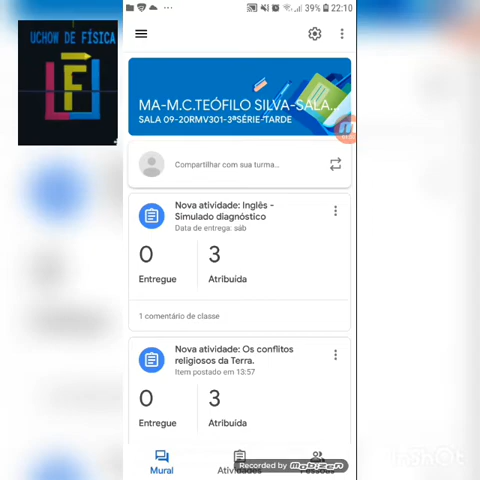 UCHOW DE FÍSICA
F
39% 22:10
MA-M.C.TEÓFILO SILVA-SALA...
SALA 09-20RMV301-3ªSÉRIE-TARDE
Compartilhar com sua turma...
Nova atividade: Inglês -
Simulado diagnóstico
Data de entrega: sáb
0 3
Entregue Atribuída
1 comentário de classe
Nova atividade: Os conflitos
religiosos da Terra.
Item postado em 13:57
0 3
Entregue Atribuída
Mural Atividades
Recorded by MOBIZEN